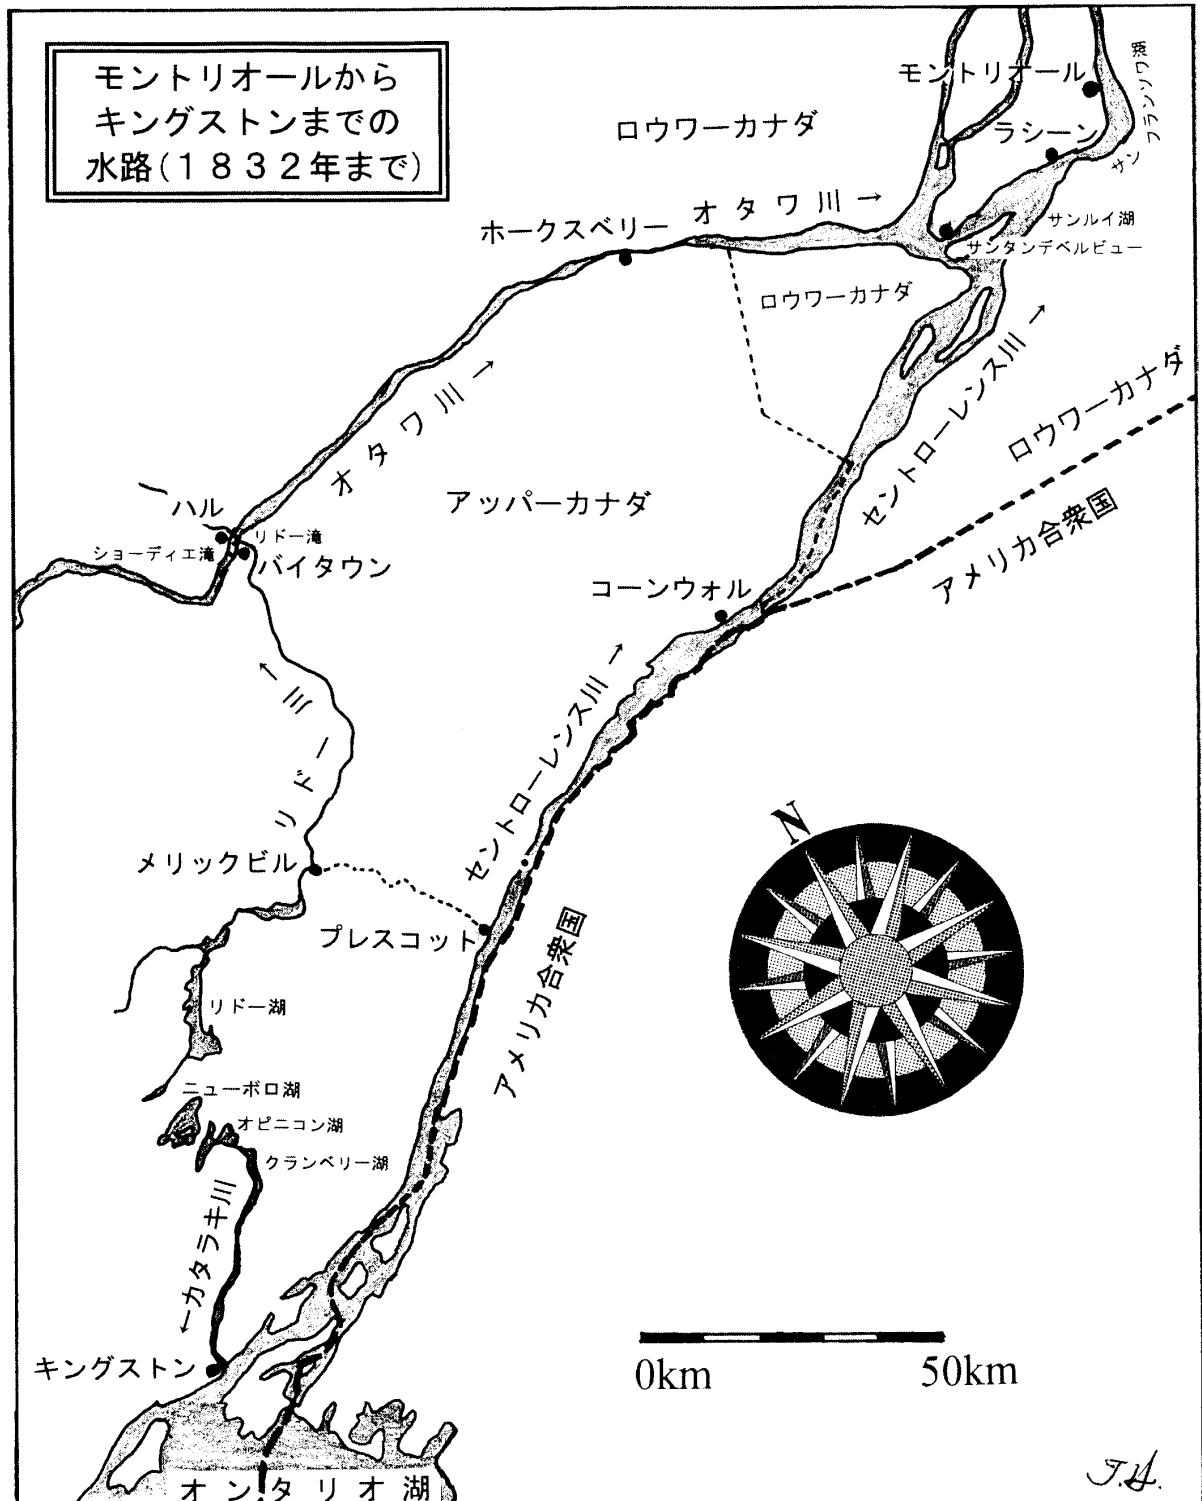 モントリオールから
キングストンまでの
水路(1832年まで)
モントリオール
サン フランソワ湖
ロウワーカナダ
ラシーン
オタワ川→
ホークスベリー
サンルイ湖
サンタンデベルビュー
ロウワーカナダ
セントローレンス川→
ロウワーカナダ
アメリカ合衆国
オタワ川→
アッパーカナダ
ハル
リドー滝
ショーディエ滝
バイタウン
コーンウォル
リドー川→
セントローレンス川→
N
メリックビル
プレスコット
アメリカ合衆国
リドー湖
ニューボロ湖
オピニコン湖
クランベリー湖
←カタラキ川
キングストン
0km
50km
オンタリオ湖
J.H.